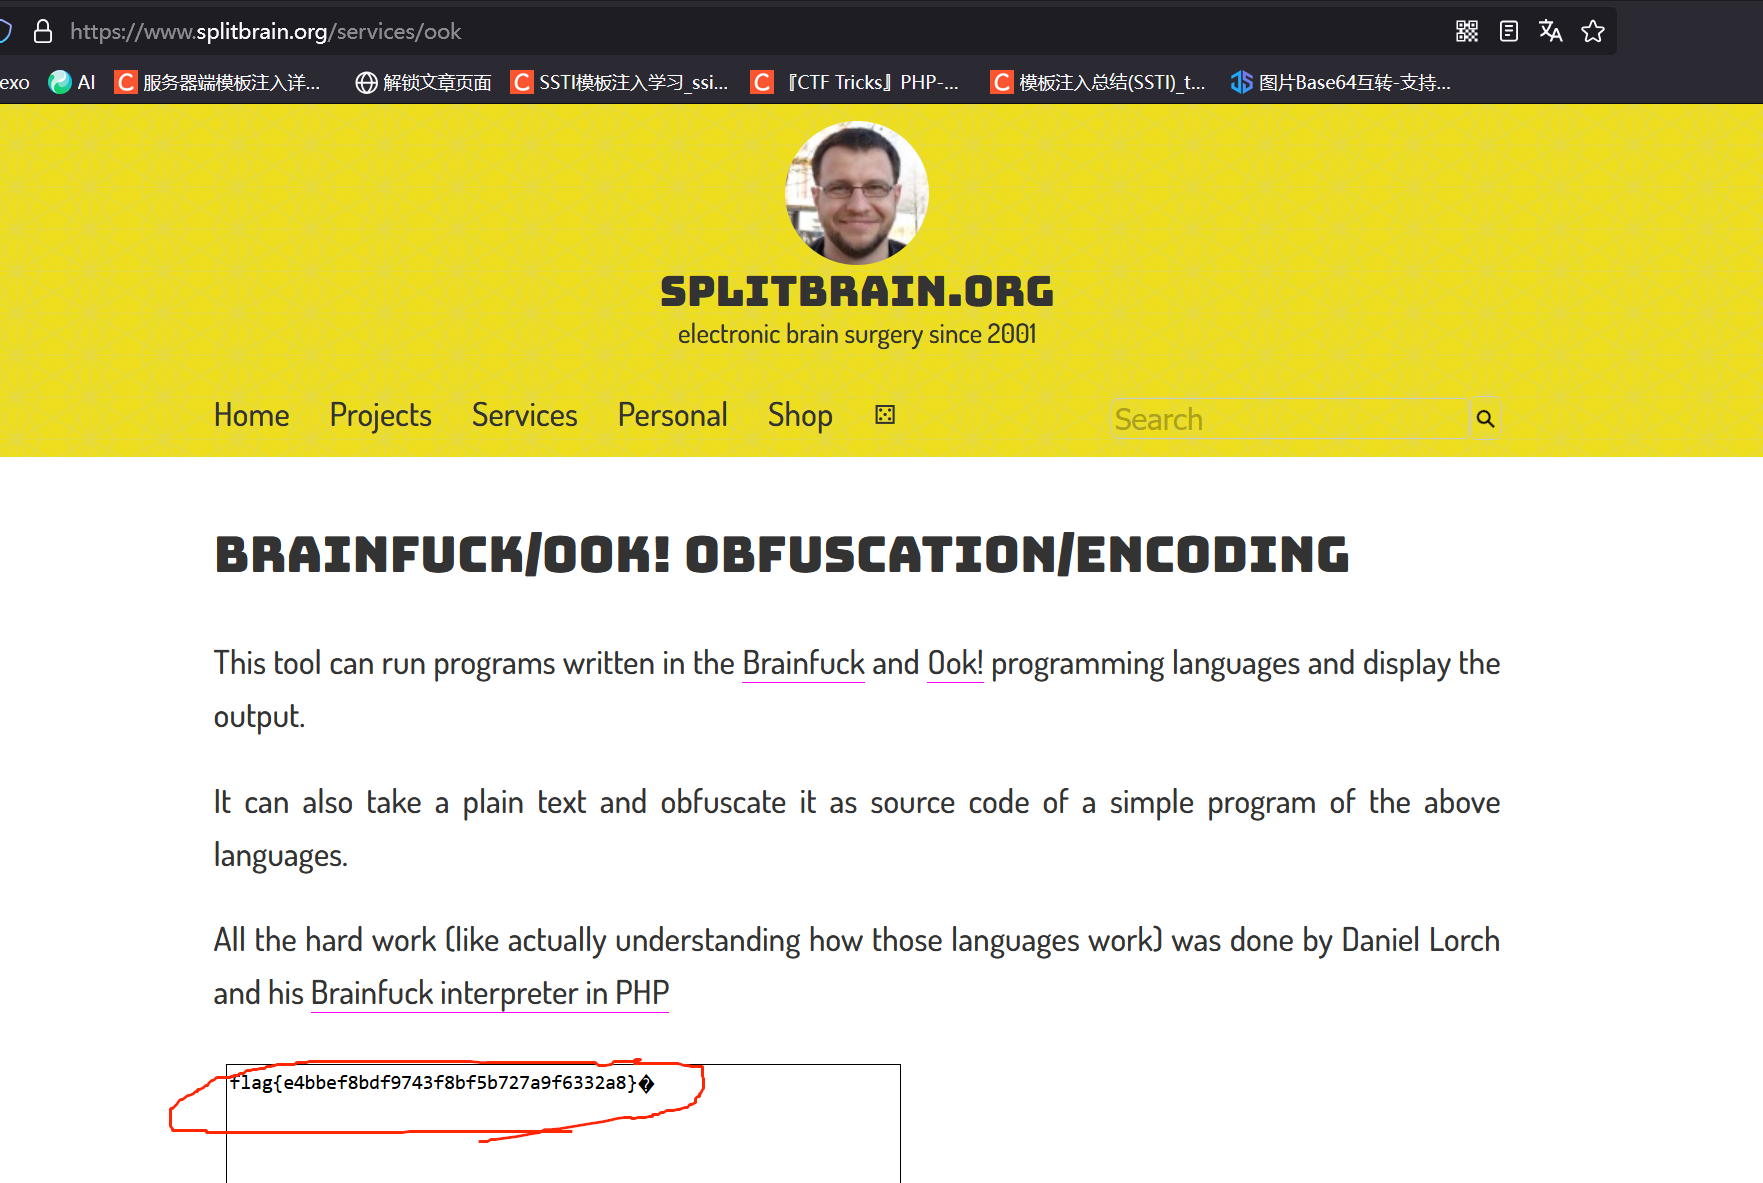 https://www.splitbrain.org/services/ook
exo AI 服务器端模板注入详... 解锁文章页面 SSTI模板注入学习_ssi... 『CTF Tricks』PHP-... 模板注入总结(SSTI)_t... 图片Base64互转-支持...
SPLITBRAIN.ORG
electronic brain surgery since 2001
Home Projects Services Personal Shop Search
BRAINFUCK/OOK! OBFUSCATION/ENCODING
This tool can run programs written in the Brainfuck and Ook! programming languages and display the
output.
It can also take a plain text and obfuscate it as source code of a simple program of the above
languages.
All the hard work (like actually understanding how those languages work) was done by Daniel Lorch
and his Brainfuck interpreter in PHP
flag{e4bbef8bdf9743f8bf5b727a9f6332a8}�